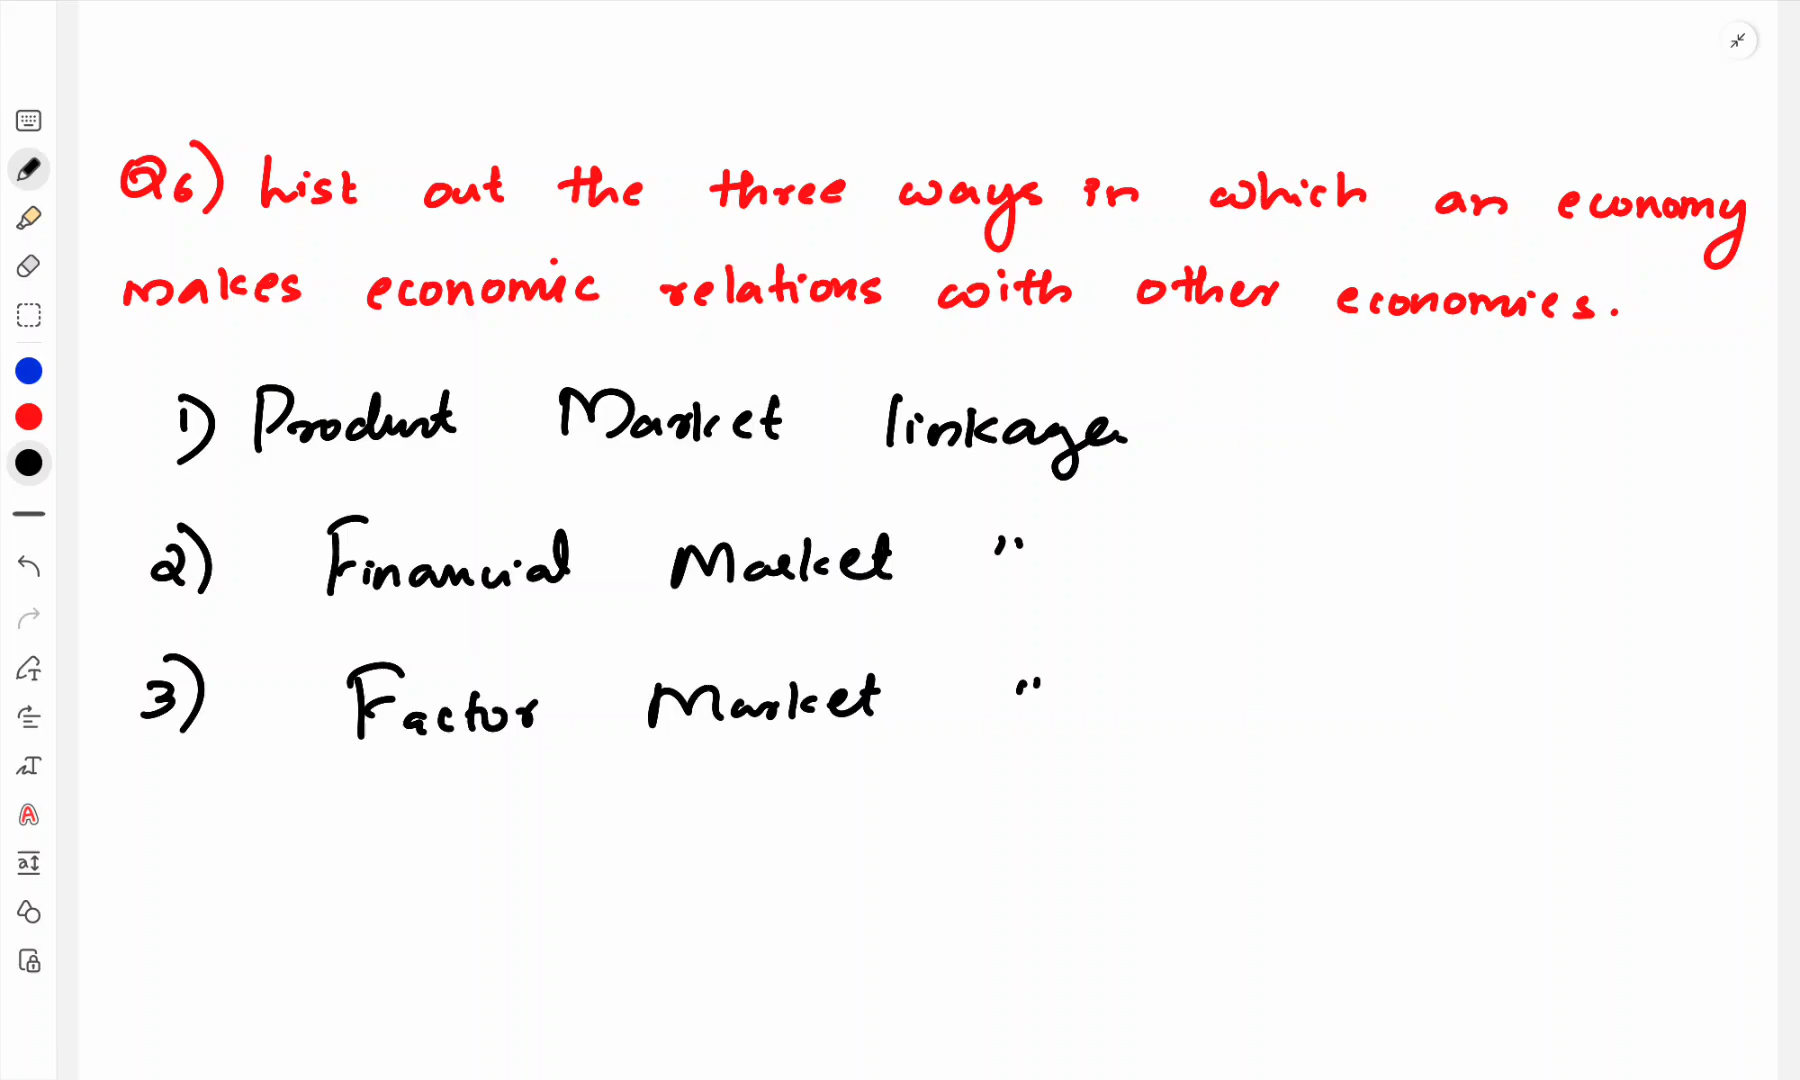 Q6) List out the three ways in which an economy
makes economic relations with other economies.
1) Product Market linkages
2) Financial Market "
3) Factor Market "